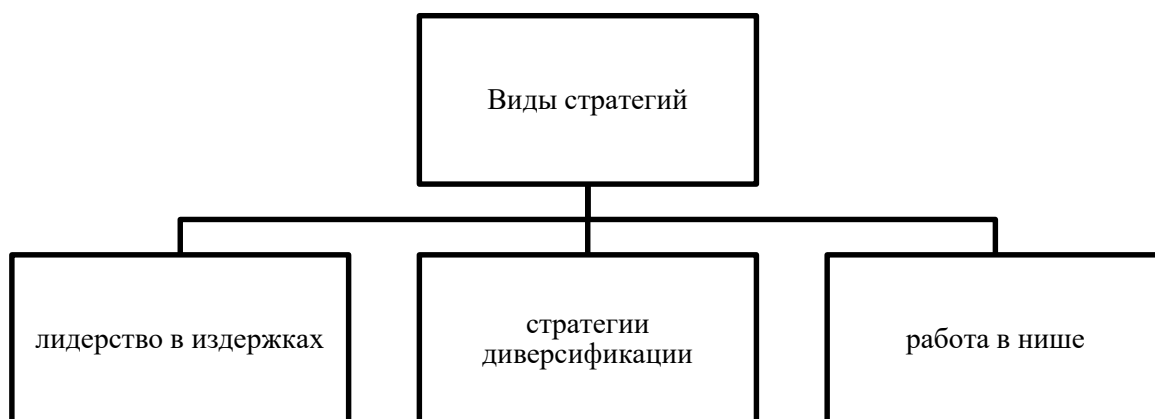 Виды стратегий
лидерство в издержках
стратегии
диверсификации
работа в нише